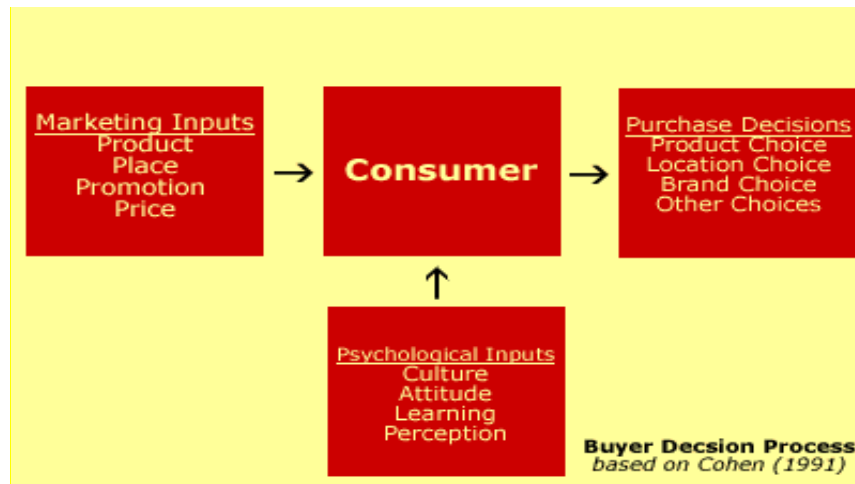 Marketing Inputs
Product
Place
Promotion
Price
→
Consumer
→
Purchase Decisions
Product Choice
Location Choice
Brand Choice
Other Choices
↑
Psychological Inputs
Culture
Attitude
Learning
Perception
Buyer Decsion Process
based on Cohen (1991)